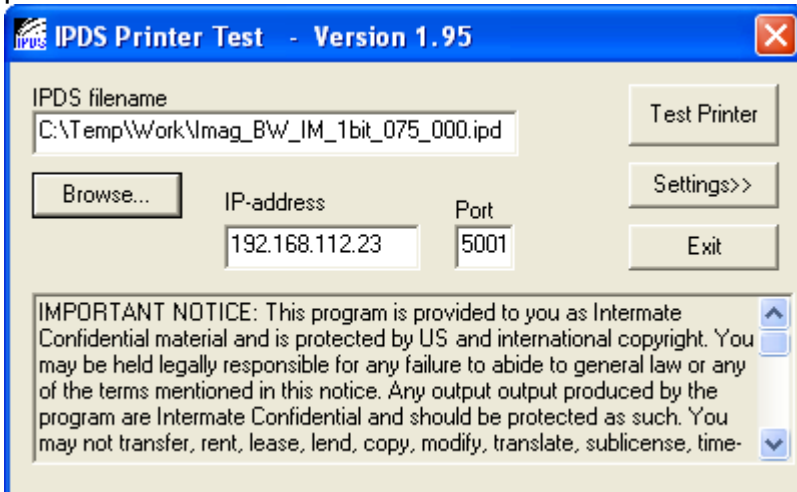 IPDS Printer Test - Version 1.95
IPDS filename
C:\Temp\Work\Imag_BW_IM_1bit_075_000.ipd
Test Printer
Browse...
IP-address
Port
Settings>>
192.168.112.23
5001
Exit
IMPORTANT NOTICE: This program is provided to you as Intermate
Confidential material and is protected by US and international copyright. You
may be held legally responsible for any failure to abide to general law or any
of the terms mentioned in this notice. Any output output produced by the
program are Intermate Confidential and should be protected as such. You
may not transfer, rent, lease, lend, copy, modify, translate, sublicense, time-